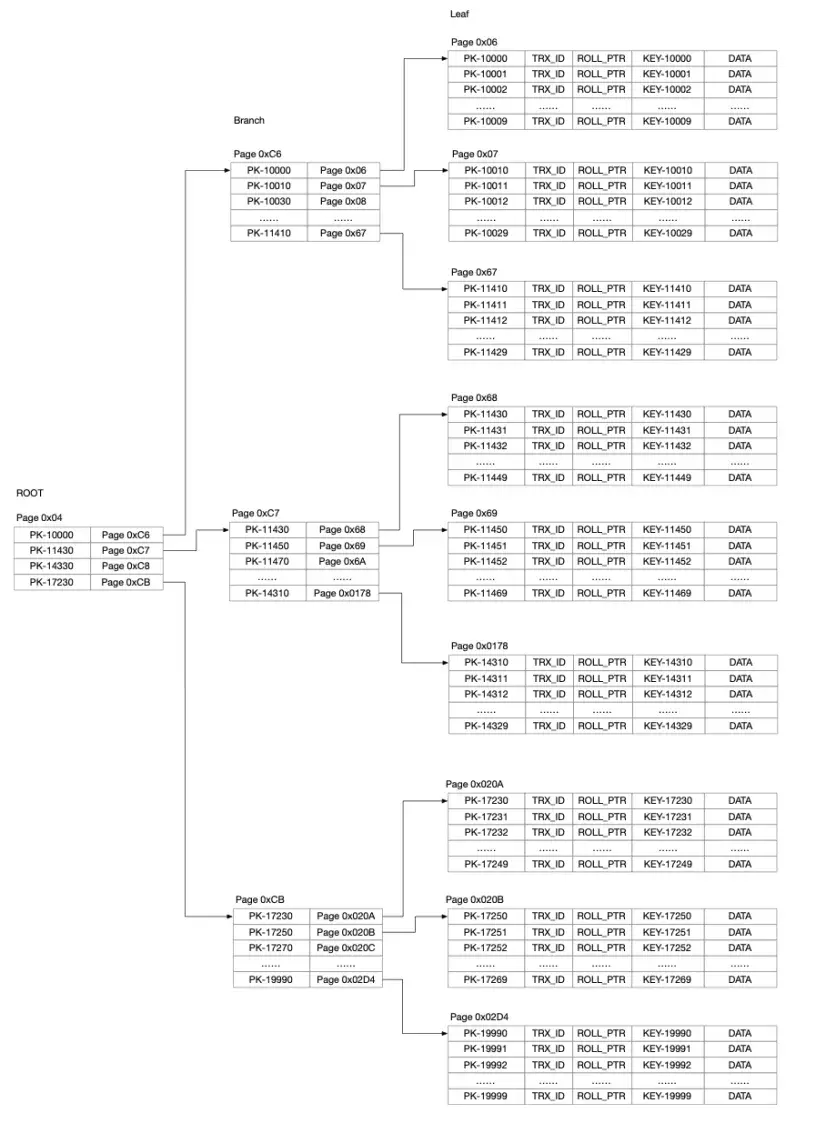 Leaf
Page 0x06
PK-10000 TRX_ID ROLL_PTR KEY-10000 DATA
PK-10001 TRX_ID ROLL_PTR KEY-10001 DATA
PK-10002 TRX_ID ROLL_PTR KEY-10002 DATA
...... ...... ...... ...... ......
PK-10009 TRX_ID ROLL_PTR KEY-10009 DATA
Branch
Page 0xC6
PK-10000 Page 0x06
PK-10010 Page 0x07
PK-10030 Page 0x08
...... ......
PK-11410 Page 0x67
Page 0x07
PK-10010 TRX_ID ROLL_PTR KEY-10010 DATA
PK-10011 TRX_ID ROLL_PTR KEY-10011 DATA
PK-10012 TRX_ID ROLL_PTR KEY-10012 DATA
...... ...... ...... ...... ......
PK-10029 TRX_ID ROLL_PTR KEY-10029 DATA
Page 0x67
PK-11410 TRX_ID ROLL_PTR KEY-11410 DATA
PK-11411 TRX_ID ROLL_PTR KEY-11411 DATA
PK-11412 TRX_ID ROLL_PTR KEY-11412 DATA
...... ...... ...... ...... ......
PK-11429 TRX_ID ROLL_PTR KEY-11429 DATA
Page 0x68
PK-11430 TRX_ID ROLL_PTR KEY-11430 DATA
PK-11431 TRX_ID ROLL_PTR KEY-11431 DATA
PK-11432 TRX_ID ROLL_PTR KEY-11432 DATA
...... ...... ...... ...... ......
PK-11449 TRX_ID ROLL_PTR KEY-11449 DATA
ROOT
Page 0x04
PK-10000 Page 0xC6
PK-11430 Page 0xC7
PK-14330 Page 0xC8
PK-17230 Page 0xCB
Page 0xC7
PK-11430 Page 0x68
PK-11450 Page 0x69
PK-11470 Page 0x6A
...... ......
PK-14310 Page 0x0178
Page 0x69
PK-11450 TRX_ID ROLL_PTR KEY-11450 DATA
PK-11451 TRX_ID ROLL_PTR KEY-11451 DATA
PK-11452 TRX_ID ROLL_PTR KEY-11452 DATA
...... ...... ...... ...... ......
PK-11469 TRX_ID ROLL_PTR KEY-11469 DATA
Page 0x0178
PK-14310 TRX_ID ROLL_PTR KEY-14310 DATA
PK-14311 TRX_ID ROLL_PTR KEY-14311 DATA
PK-14312 TRX_ID ROLL_PTR KEY-14312 DATA
...... ...... ...... ...... ......
PK-14329 TRX_ID ROLL_PTR KEY-14329 DATA
Page 0x020A
PK-17230 TRX_ID ROLL_PTR KEY-17230 DATA
PK-17231 TRX_ID ROLL_PTR KEY-17231 DATA
PK-17232 TRX_ID ROLL_PTR KEY-17232 DATA
...... ...... ...... ...... ......
PK-17249 TRX_ID ROLL_PTR KEY-17249 DATA
Page 0xCB
PK-17230 Page 0x020A
PK-17250 Page 0x020B
PK-17270 Page 0x020C
...... ......
PK-19990 Page 0x02D4
Page 0x020B
PK-17250 TRX_ID ROLL_PTR KEY-17250 DATA
PK-17251 TRX_ID ROLL_PTR KEY-17251 DATA
PK-17252 TRX_ID ROLL_PTR KEY-17252 DATA
...... ...... ...... ...... ......
PK-17269 TRX_ID ROLL_PTR KEY-17269 DATA
Page 0x02D4
PK-19990 TRX_ID ROLL_PTR KEY-19990 DATA
PK-19991 TRX_ID ROLL_PTR KEY-19991 DATA
PK-19992 TRX_ID ROLL_PTR KEY-19992 DATA
...... ...... ...... ...... ......
PK-19999 TRX_ID ROLL_PTR KEY-19999 DATA